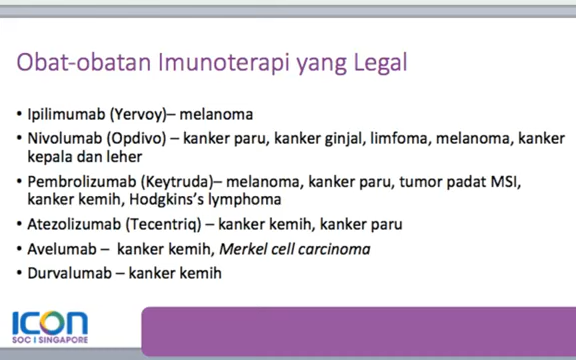 Obat-obatan Imunoterapi yang Legal
• Ipilimumab (Yervoy)– melanoma
• Nivolumab (Opdivo) – kanker paru, kanker ginjal, limfoma, melanoma, kanker
kepala dan leher
• Pembrolizumab (Keytruda)– melanoma, kanker paru, tumor padat MSI,
kanker kemih, Hodgkins's lymphoma
• Atezolizumab (Tecentriq) – kanker kemih, kanker paru
• Avelumab – kanker kemih, Merkel cell carcinoma
• Durvalumab – kanker kemih
ICON
SOC | SINGAPORE